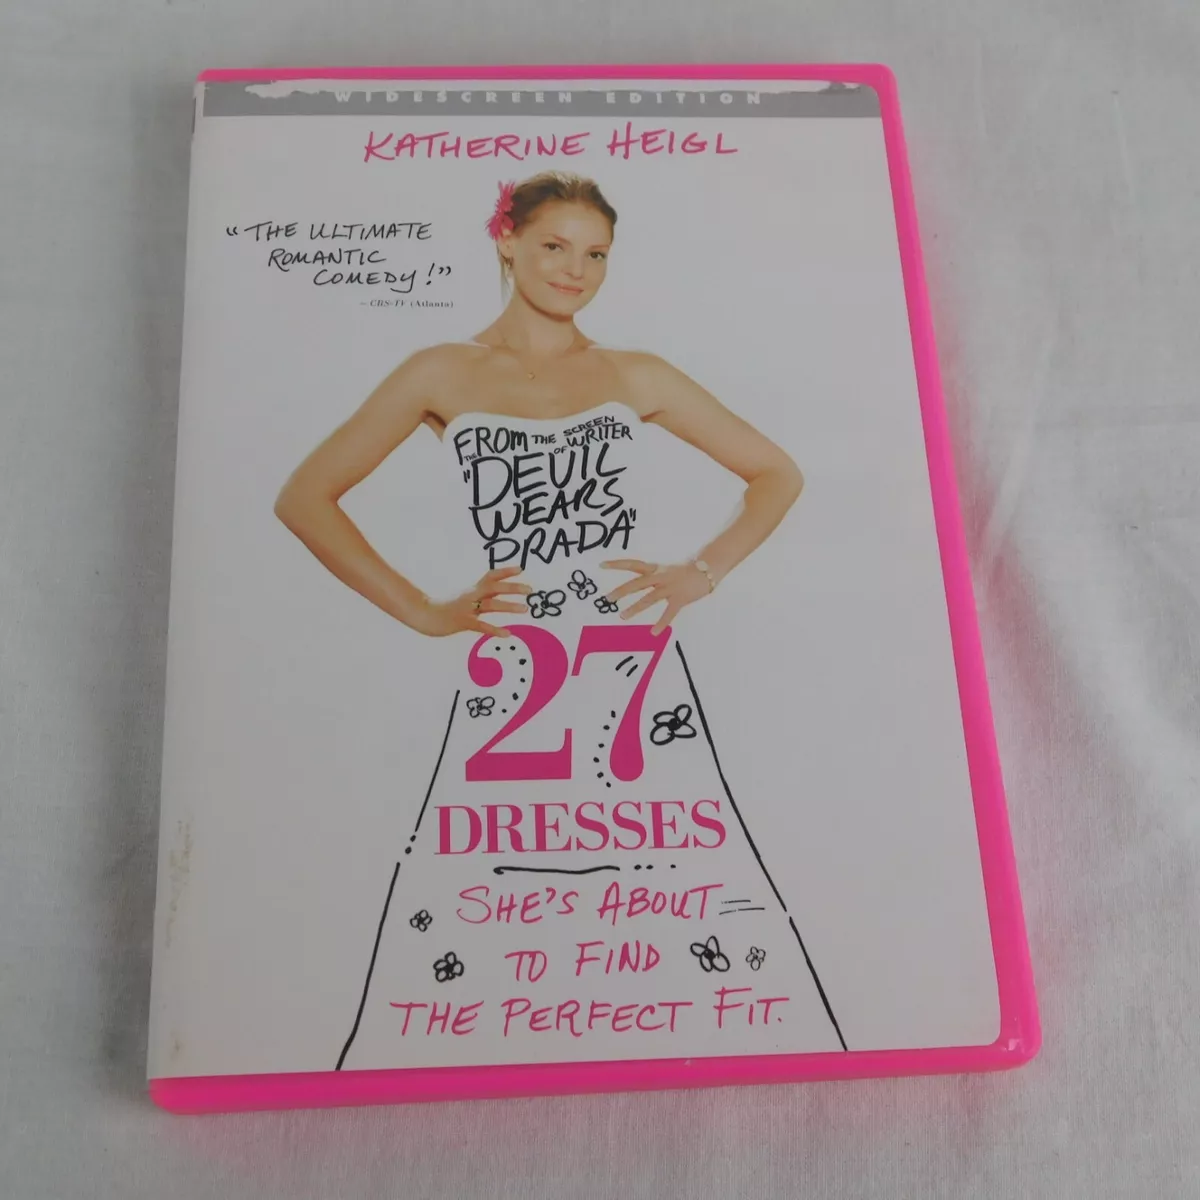 WIDESCREEN EDITION
KATHERINE HEIGL
"THE ULTIMATE
ROMANTIC
COMEDY!"
- CBS-TV (Atlanta)
FROM THE SCREEN
WRITER
OF
THE
"DEVIL
WEARS
PRADA"
27
DRESSES
SHE'S ABOUT
TO FIND
THE PERFECT FIT.